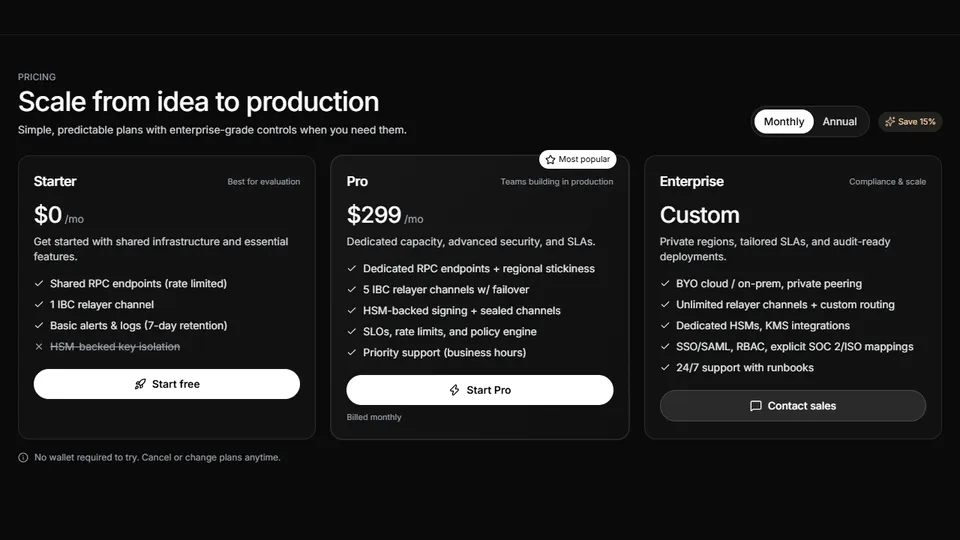 PRICING
Scale from idea to production
Simple, predictable plans with enterprise-grade controls when you need them.
Monthly
Annual
Save 15%
Starter
Best for evaluation
$0 /mo
Get started with shared infrastructure and essential
features.
Shared RPC endpoints (rate limited)
1 IBC relayer channel
Basic alerts & logs (7-day retention)
HSM-backed key isolation
Start free
Most popular
Pro
Teams building in production
$299 /mo
Dedicated capacity, advanced security, and SLAs.
Dedicated RPC endpoints + regional stickiness
5 IBC relayer channels w/ failover
HSM-backed signing + sealed channels
SLOs, rate limits, and policy engine
Priority support (business hours)
Start Pro
Billed monthly
Enterprise
Compliance & scale
Custom
Private regions, tailored SLAs, and audit-ready
deployments.
BYO cloud / on-prem, private peering
Unlimited relayer channels + custom routing
Dedicated HSMs, KMS integrations
SSO/SAML, RBAC, explicit SOC 2/ISO mappings
24/7 support with runbooks
Contact sales
No wallet required to try. Cancel or change plans anytime.